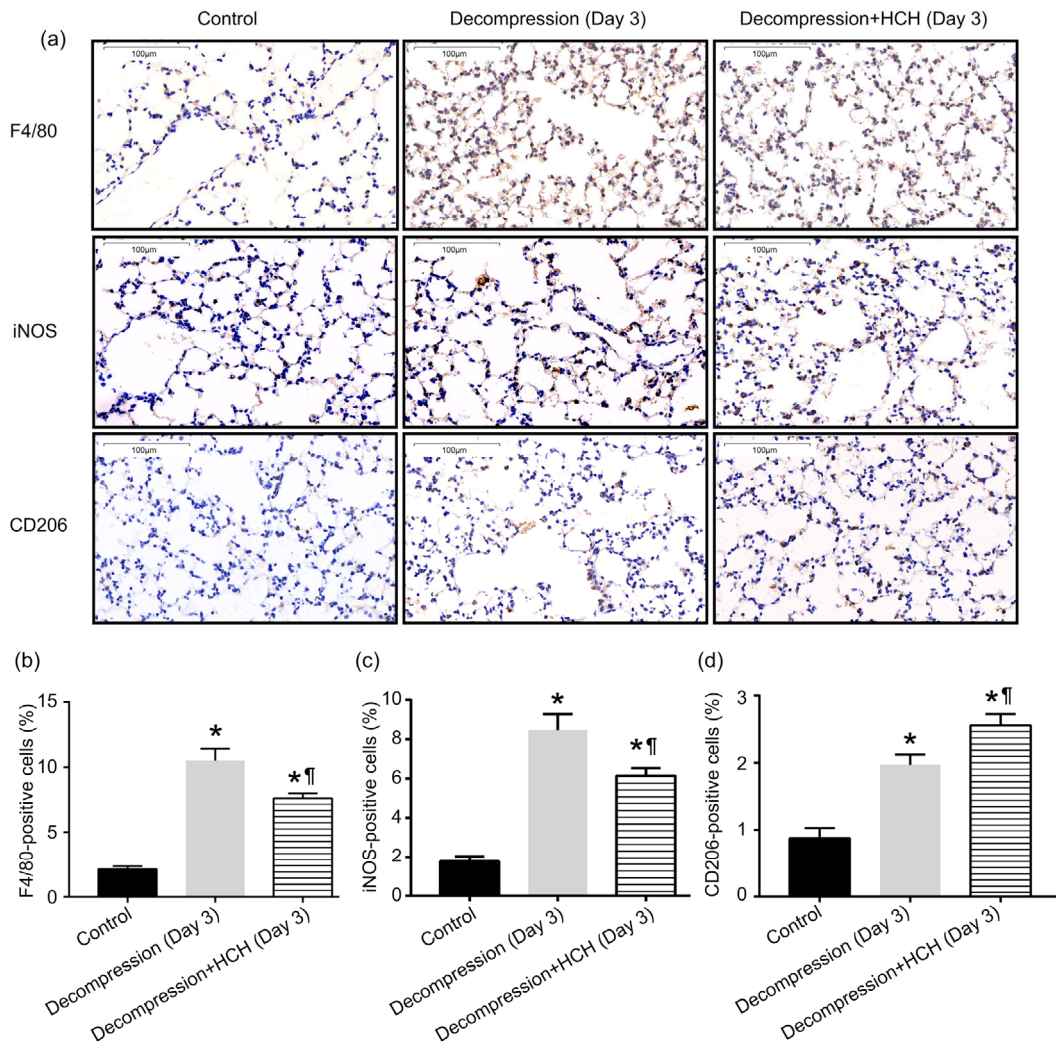 Control
Decompression (Day 3)
Decompression+HCH (Day 3)
(a)
F4/80
100μm
100μm
100μm
iNOS
100μm
100μm
100μm
CD206
100μm
100μm
100μm
(b)
F4/80-positive cells (%)
15
10
5
0
*
*¶
Control
Decompression (Day 3)
Decompression+HCH (Day 3)
(c)
iNOS-positive cells (%)
10
8
6
4
2
0
*
*¶
Control
Decompression (Day 3)
Decompression+HCH (Day 3)
(d)
CD206-positive cells (%)
3
2
1
0
*
*¶
Control
Decompression (Day 3)
Decompression+HCH (Day 3)